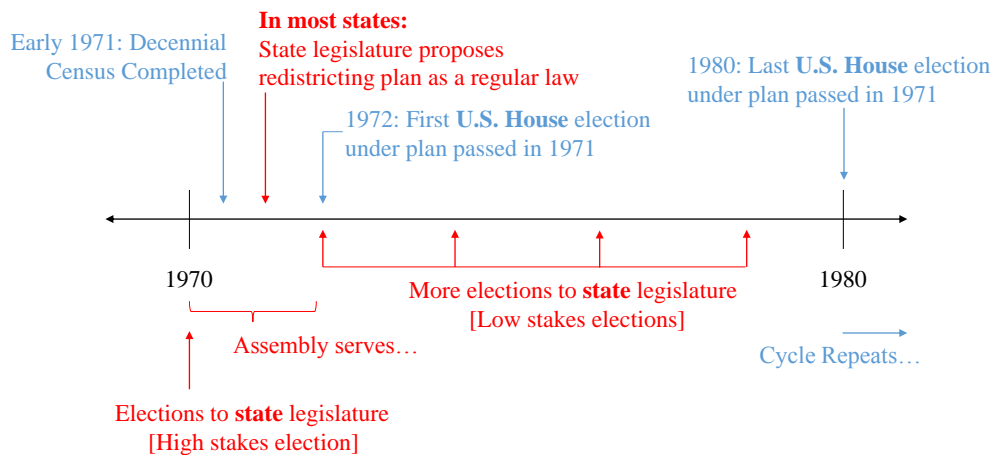 In most states:
State legislature proposes
redistricting plan as a regular law
Early 1971: Decennial
Census Completed
1972: First U.S. House election
under plan passed in 1971
1980: Last U.S. House election
under plan passed in 1971
1970
1980
More elections to state legislature
[Low stakes elections]
Assembly serves…
Cycle Repeats…
Elections to state legislature
[High stakes election]